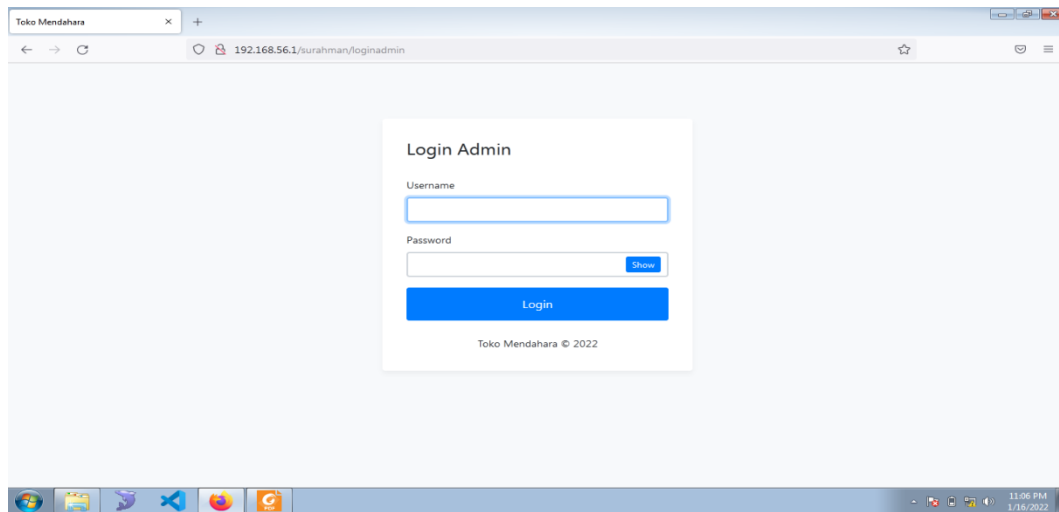 Toko Mendahara
192.168.56.1/surahman/loginadmin
Login Admin
Username
Password
Show
Login
Toko Mendahara © 2022
11:06 PM
1/16/2022